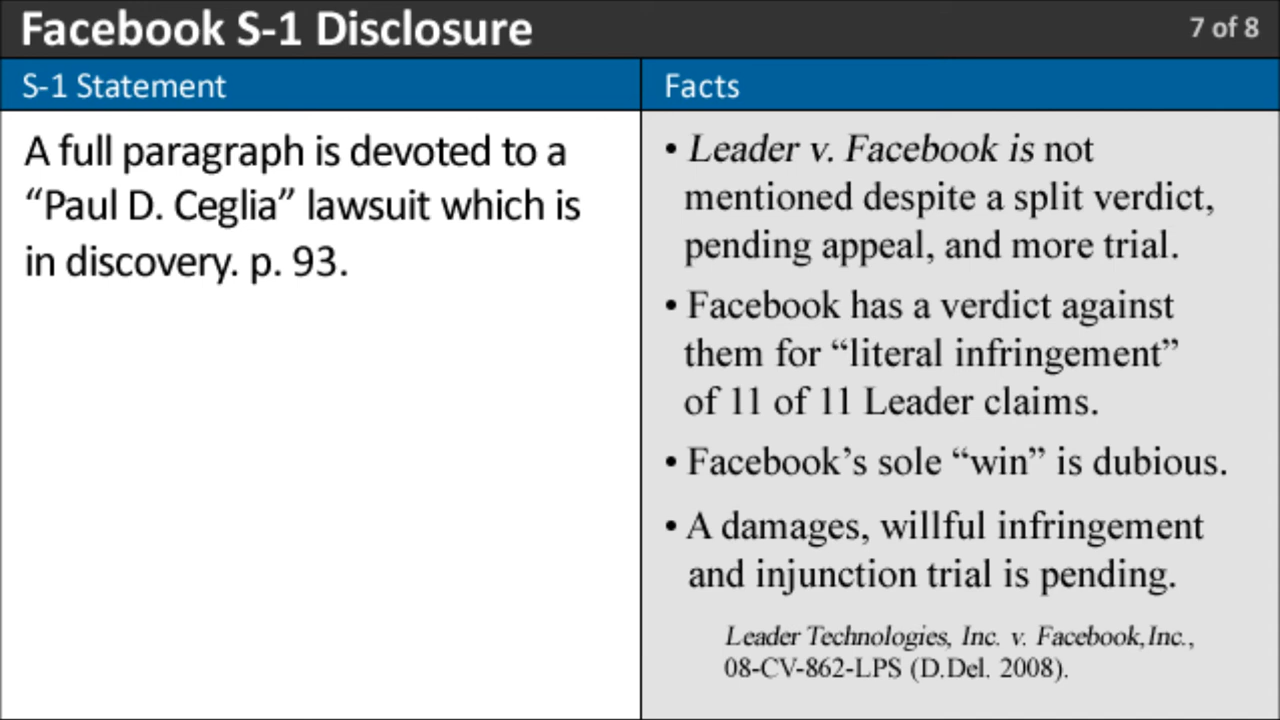 Facebook S-1 Disclosure
7 of 8
S-1 Statement
Facts
A full paragraph is devoted to a
“Paul D. Ceglia” lawsuit which is
in discovery. p. 93.
• Leader v. Facebook is not
mentioned despite a split verdict,
pending appeal, and more trial.
• Facebook has a verdict against
them for “literal infringement”
of 11 of 11 Leader claims.
• Facebook’s sole “win” is dubious.
• A damages, willful infringement
and injunction trial is pending.
Leader Technologies, Inc. v. Facebook,Inc.,
08-CV-862-LPS (D.Del. 2008).